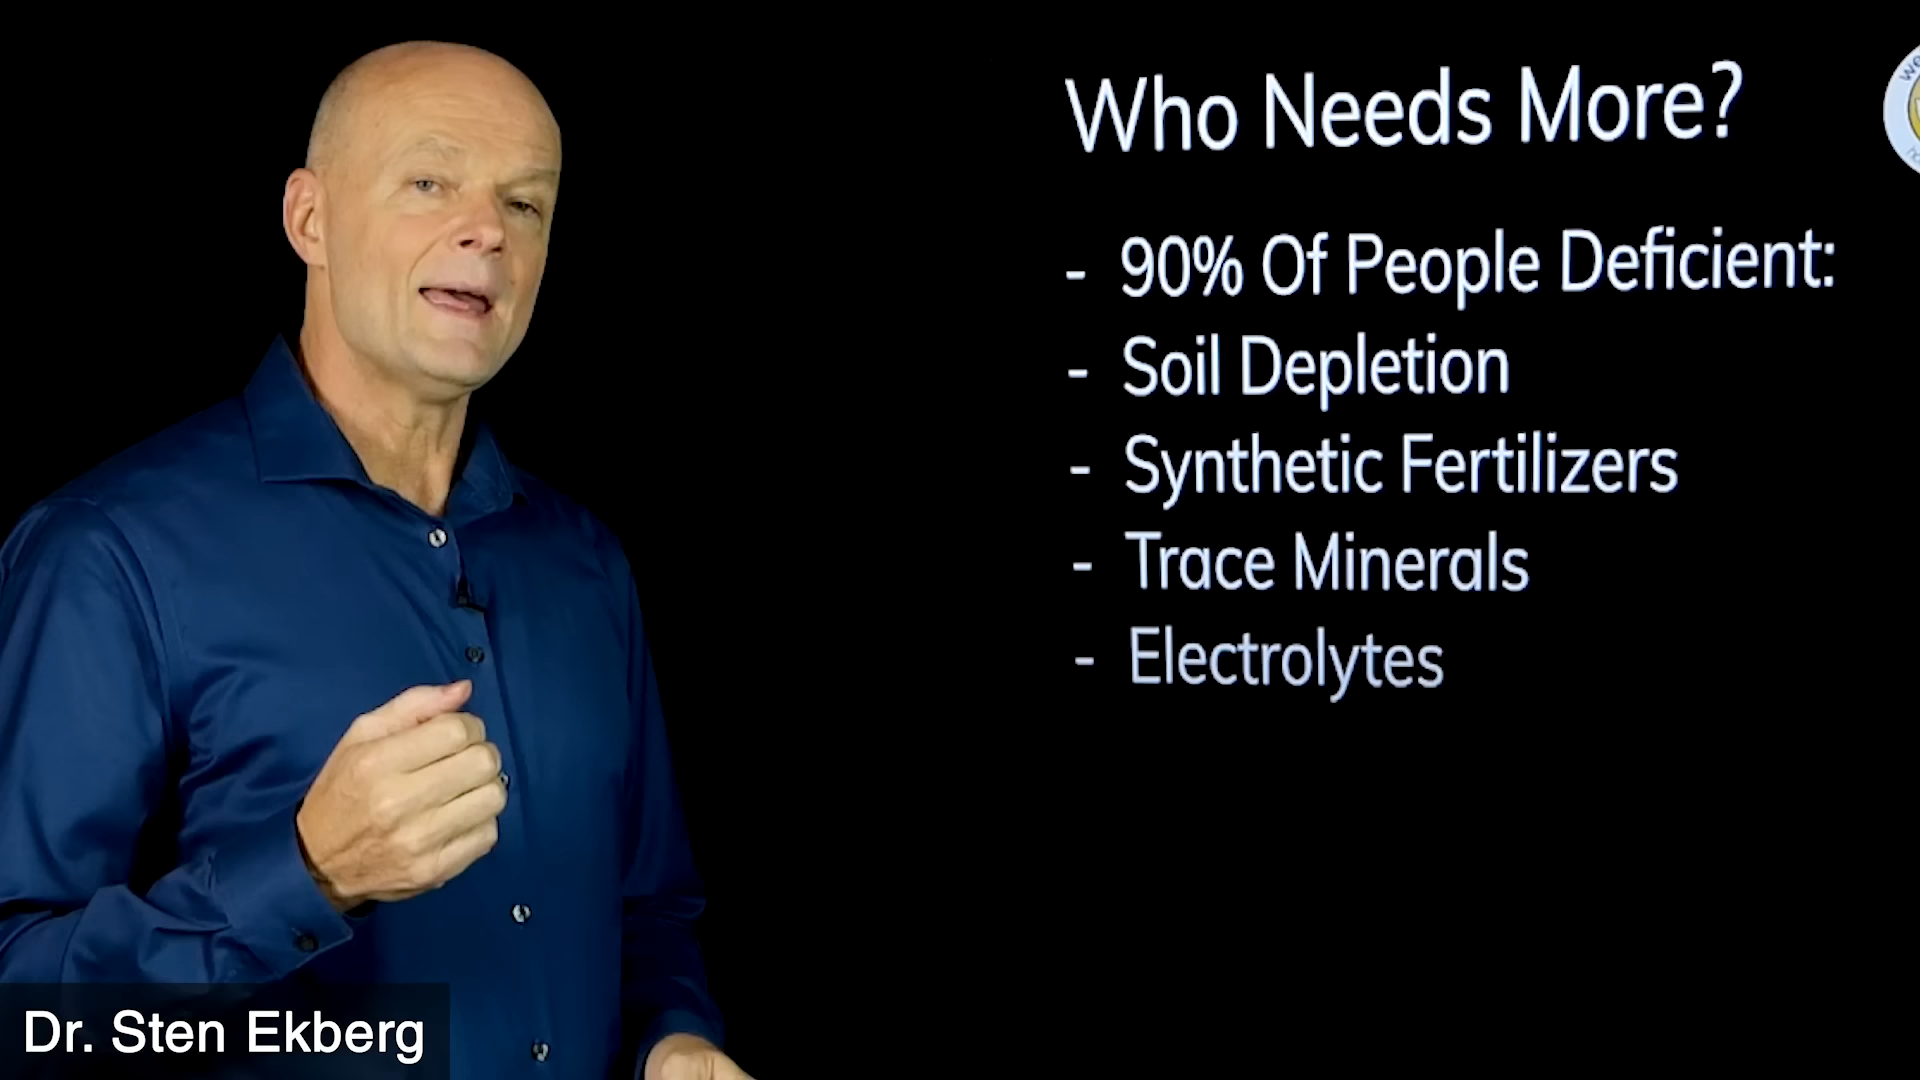 Who Needs More?
- 90% Of People Deficient:
- Soil Depletion
- Synthetic Fertilizers
- Trace Minerals
- Electrolytes
Dr. Sten Ekberg